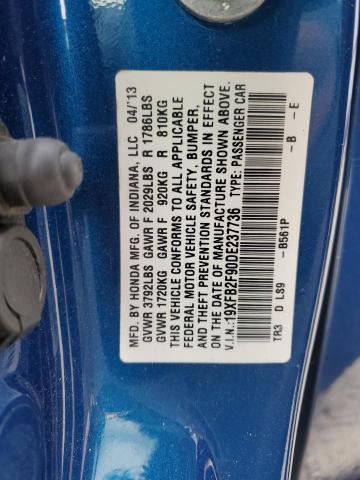 MFD. BY HONDA MFG. OF INDIANA, LLC 04/'13
GVWR 3792LBS GAWR F 2029LBS R 1786LBS
GVWR 1720KG GAWR F 920KG R 810KG
THIS VEHICLE CONFORMS TO ALL APPLICABLE
FEDERAL MOTOR VEHICLE SAFETY, BUMPER,
AND THEFT PREVENTION STANDARDS IN EFFECT
ON THE DATE OF MANUFACTURE SHOWN ABOVE.
V.I.N.:19XFB2F90DE237736 TYPE: PASSENGER CAR
TR3 D LS9 -B561P -B -E